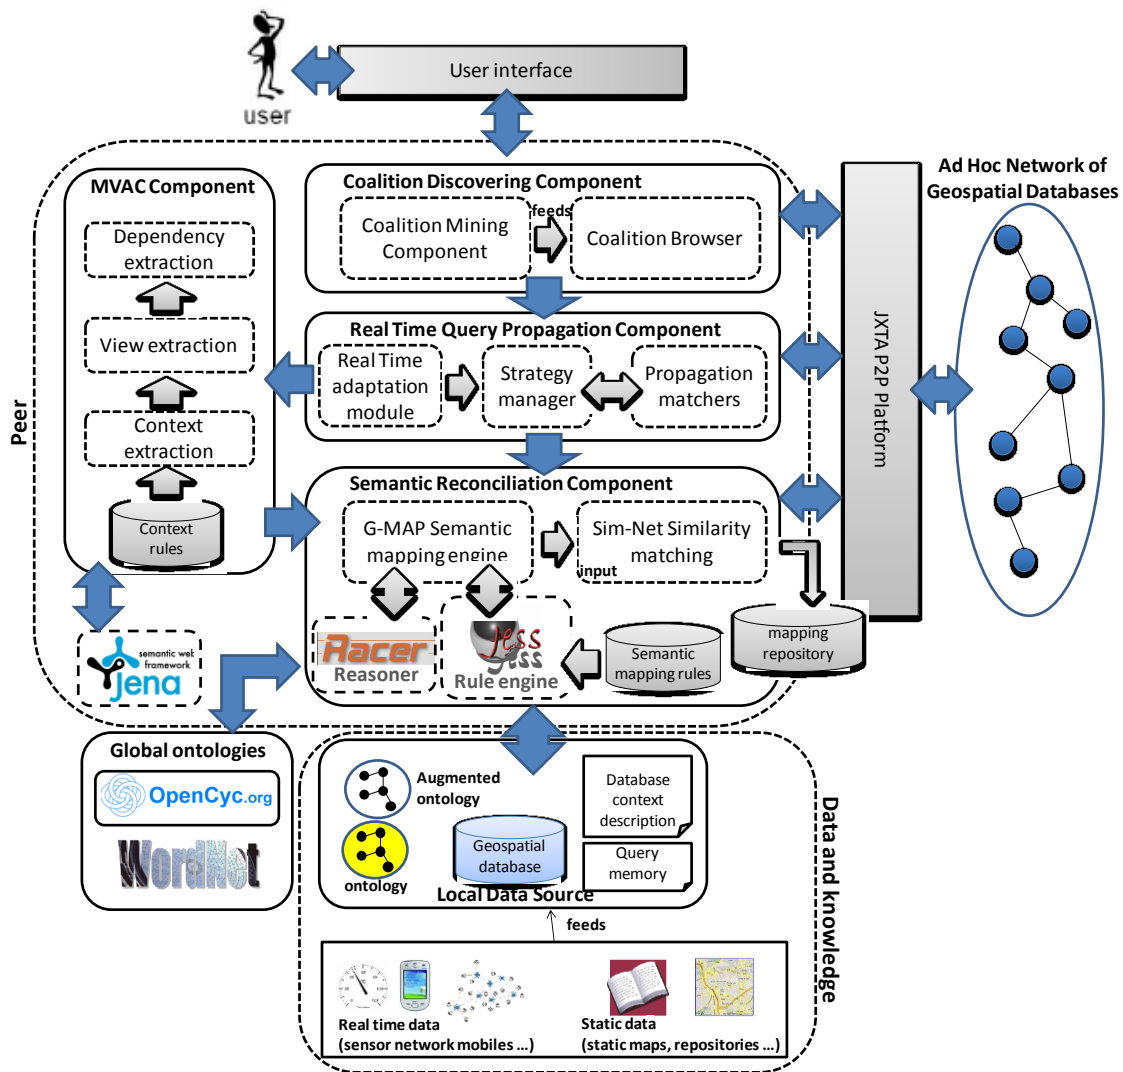 User interface
user
Ad Hoc Network of
Geospatial Databases
MVAC Component
Dependency
extraction
View extraction
Context
extraction
Context
rules
Coalition Discovering Component
Coalition Mining
Component
feeds
Coalition Browser
Real Time Query Propagation Component
Real Time
adaptation
module
Strategy
manager
Propagation
matchers
Semantic Reconciliation Component
G-MAP Semantic
mapping engine
input
Sim-Net Similarity
matching
Racer
Reasoner
Jess
Rule engine
Semantic
mapping rules
mapping
repository
JXTA P2P Platform
Peer
semantic web
framework
Jena
Global ontologies
OpenCyc.org
WordNet
Augmented
ontology
ontology
Geospatial
database
Database
context
description
Query
memory
Local Data Source
feeds
Real time data
(sensor network mobiles ...)
Static data
(static maps, repositories ...)
Data and knowledge